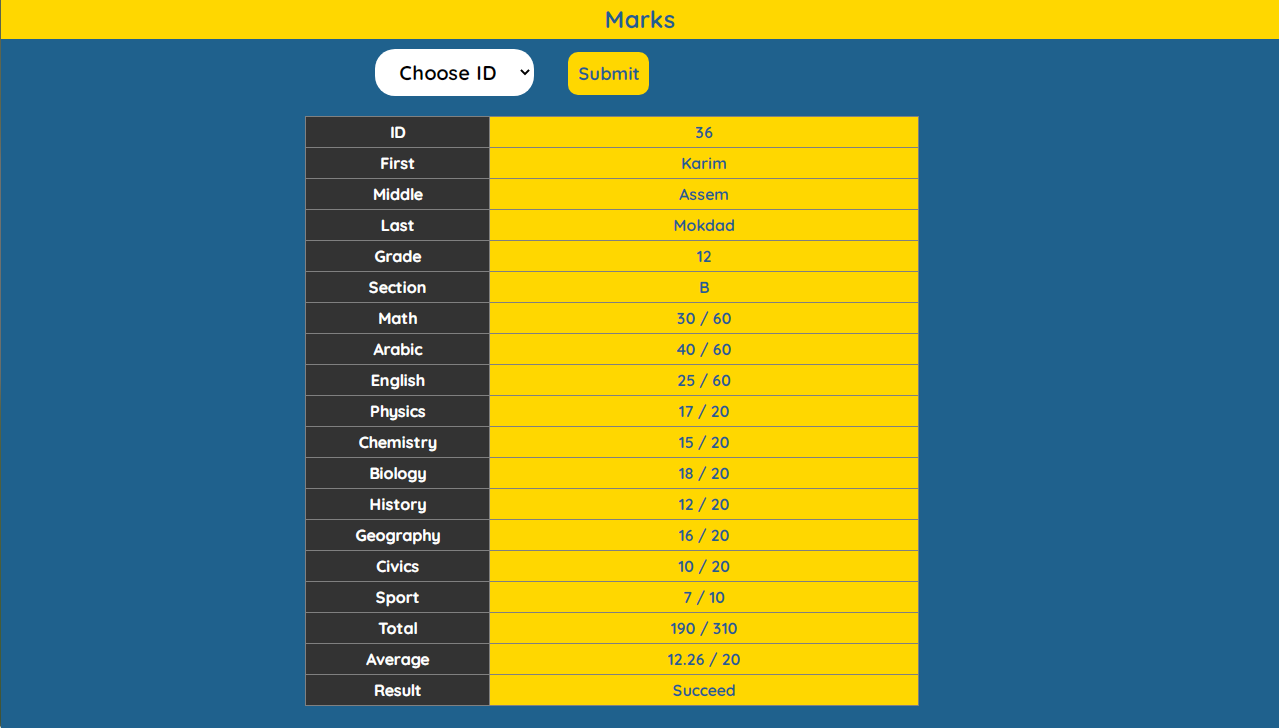 Marks
Choose ID Submit
ID 36
First Karim
Middle Assem
Last Mokdad
Grade 12
Section B
Math 30 / 60
Arabic 40 / 60
English 25 / 60
Physics 17 / 20
Chemistry 15 / 20
Biology 18 / 20
History 12 / 20
Geography 16 / 20
Civics 10 / 20
Sport 7 / 10
Total 190 / 310
Average 12.26 / 20
Result Succeed